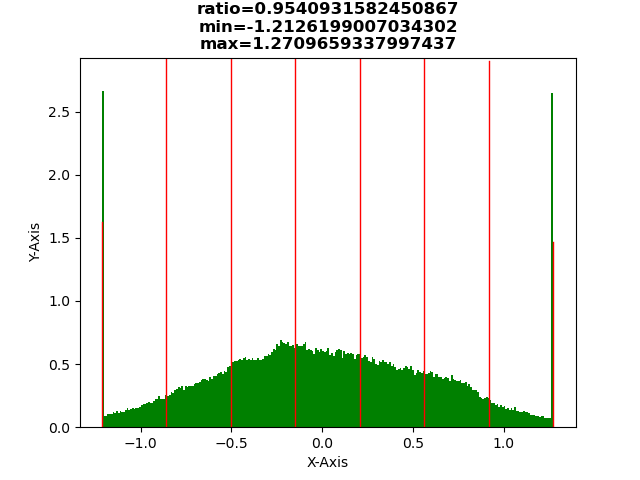 ratio=0.9540931582450867
min=-1.2126199007034302
max=1.2709659337997437
Y-Axis
2.5
2.0
1.5
1.0
0.5
0.0
−1.0 −0.5 0.0 0.5 1.0
X-Axis